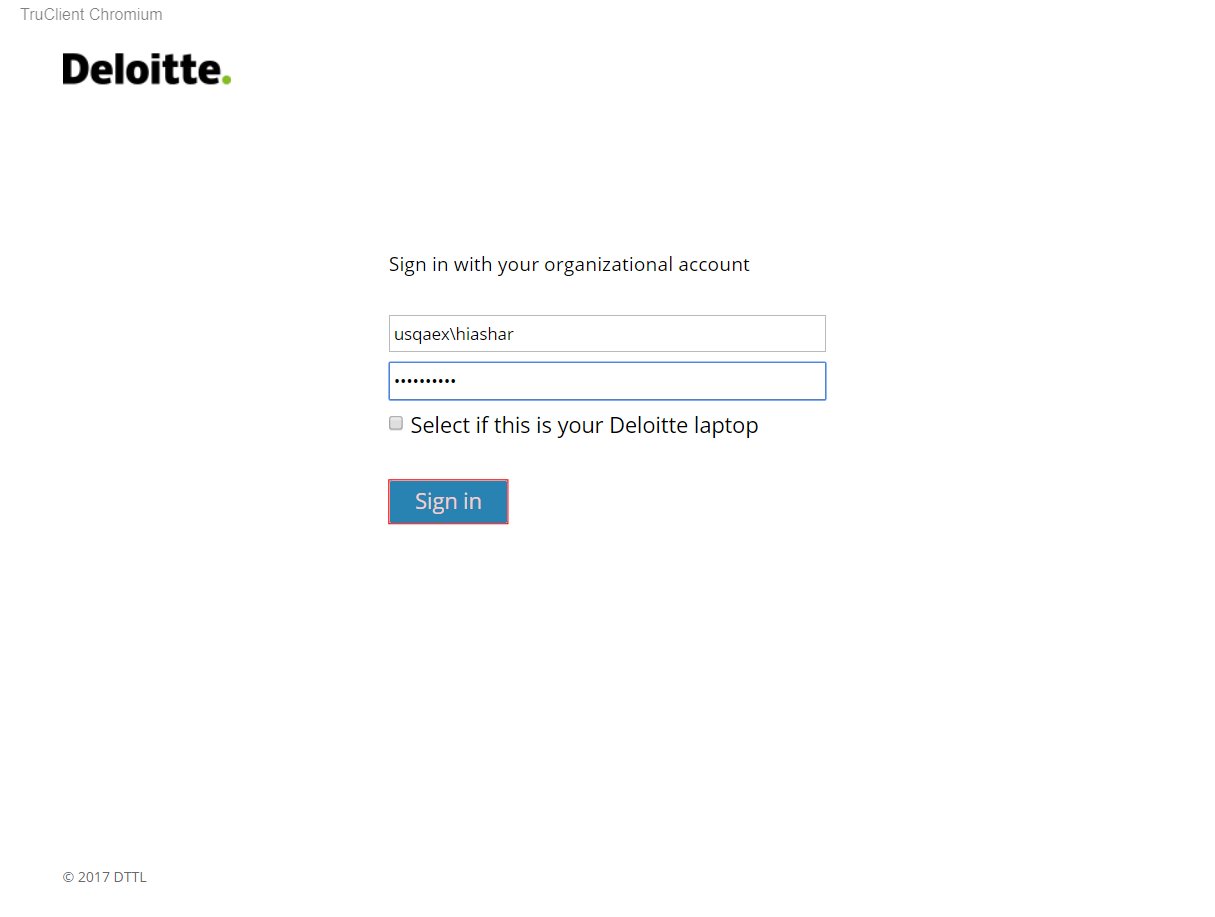 TruClient Chromium
Deloitte.
Sign in with your organizational account
usqaex\hiashar
••••••••••
Select if this is your Deloitte laptop
Sign in
© 2017 DTTL